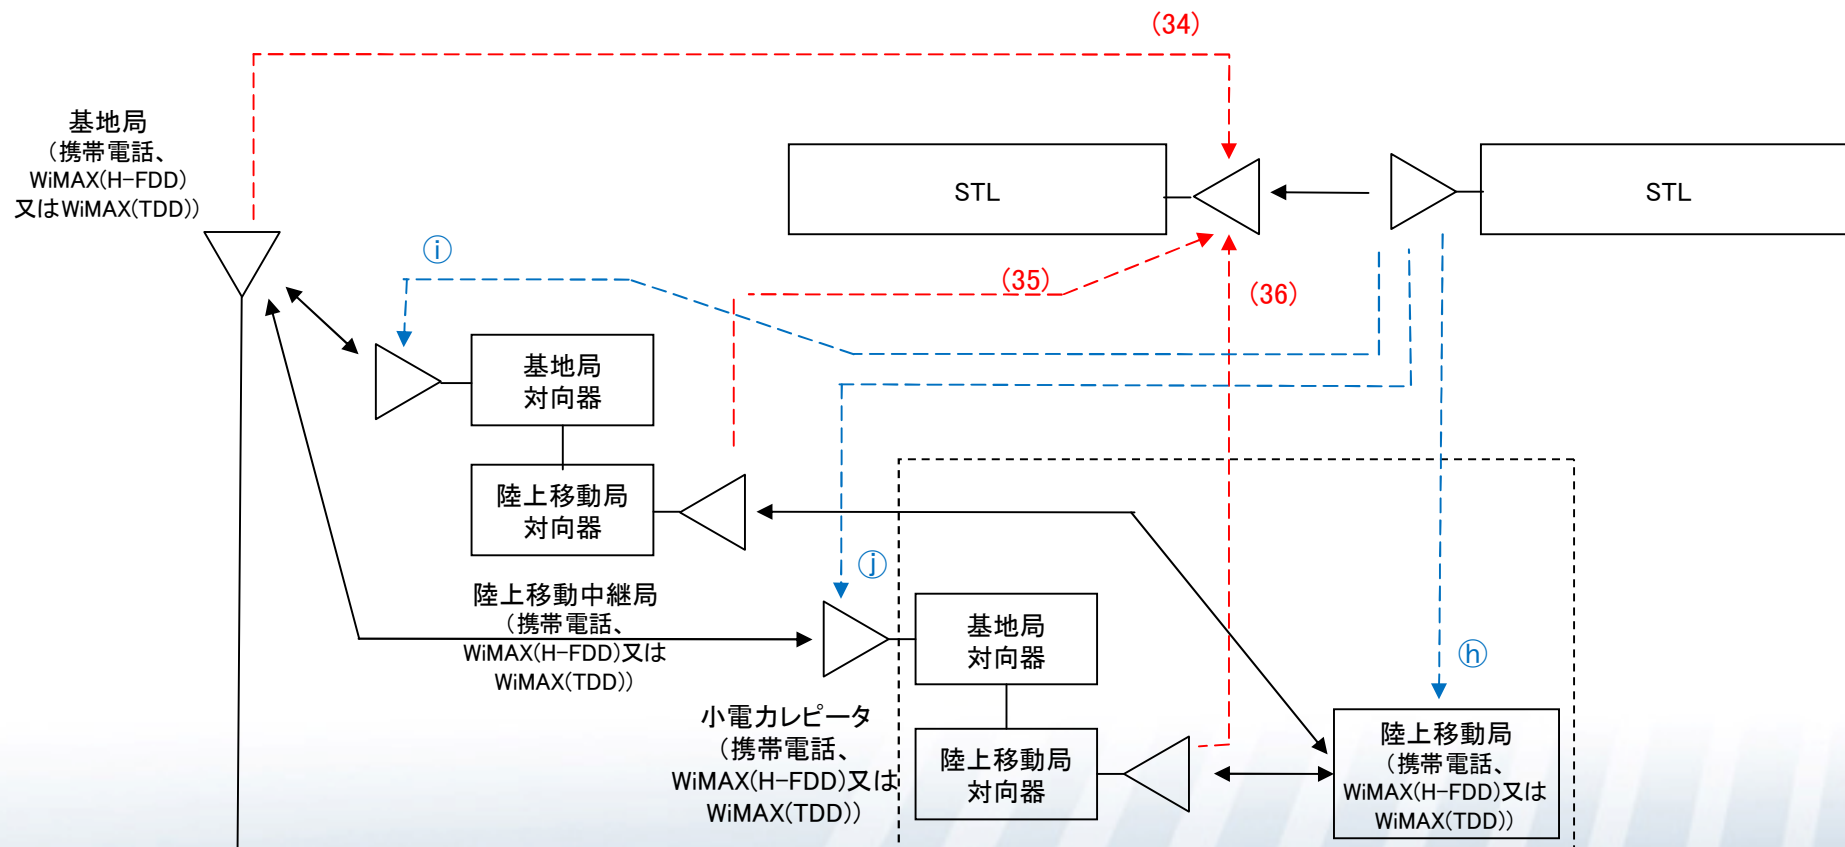 (34)
基地局
(携帯電話、
WiMAX(H-FDD)
又はWiMAX(TDD))
STL
STL
ⓘ
(35)
(36)
基地局
対向器
陸上移動局
対向器
ⓙ
陸上移動中継局
(携帯電話、
WiMAX(H-FDD)又は
WiMAX(TDD))
基地局
対向器
ⓗ
小電力レピータ
(携帯電話、
WiMAX(H-FDD)又は
WiMAX(TDD))
陸上移動局
対向器
陸上移動局
(携帯電話、
WiMAX(H-FDD)又は
WiMAX(TDD))